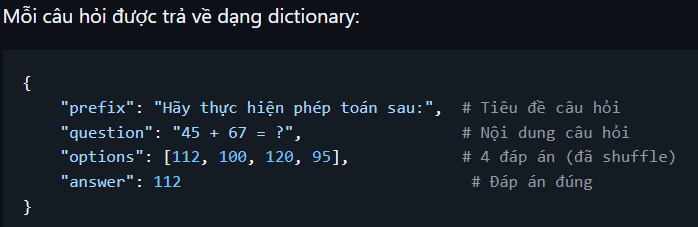 Mỗi câu hỏi được trả về dạng dictionary:
{
    "prefix": "Hãy thực hiện phép toán sau:",  # Tiêu đề câu hỏi
    "question": "45 + 67 = ?",                 # Nội dung câu hỏi
    "options": [112, 100, 120, 95],            # 4 đáp án (đã shuffle)
    "answer": 112                               # Đáp án đúng
}